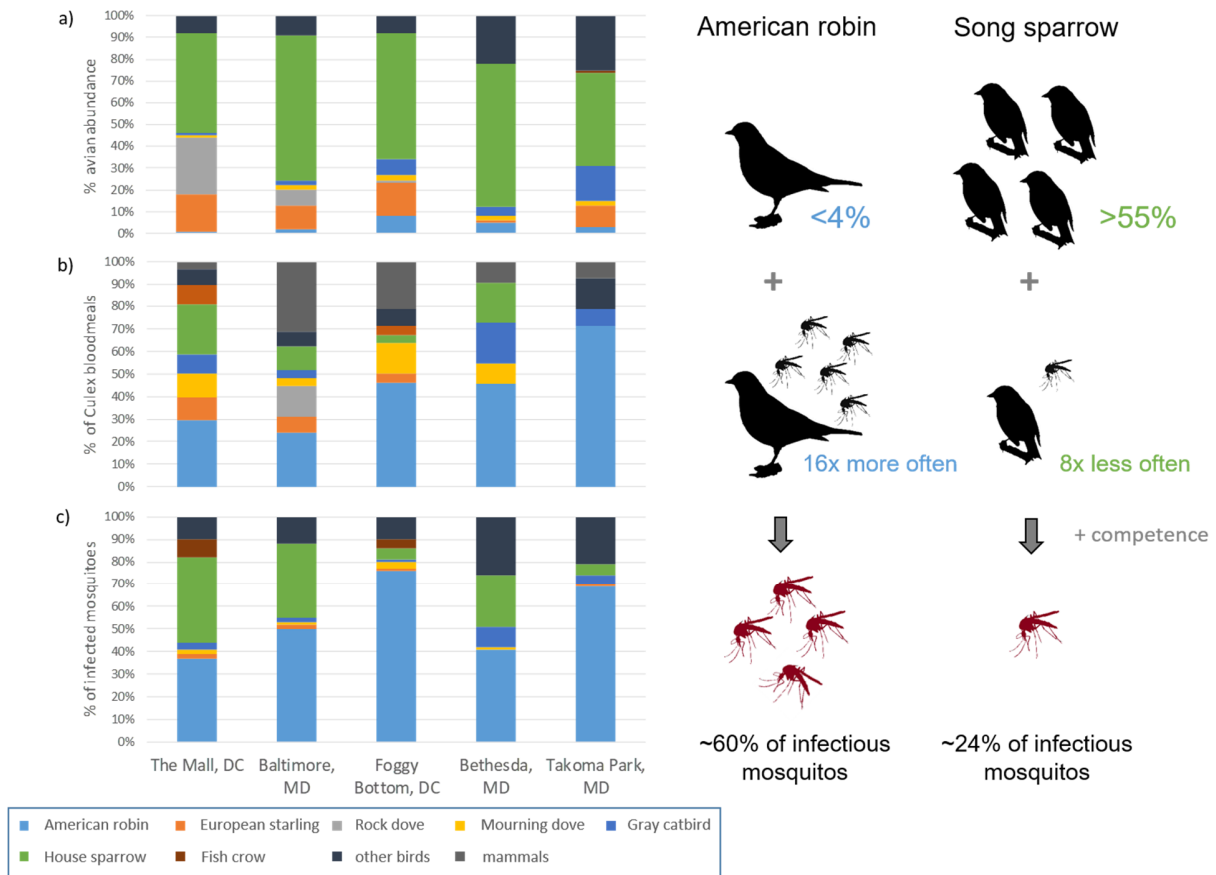 a)
% avian abundance
100%
90%
80%
70%
60%
50%
40%
30%
20%
10%
0%
b)
% of Culex bloodmeals
100%
90%
80%
70%
60%
50%
40%
30%
20%
10%
0%
c)
% of infected mosquitoes
100%
90%
80%
70%
60%
50%
40%
30%
20%
10%
0%
The Mall, DC
Baltimore,
MD
Foggy
Bottom, DC
Bethesda,
MD
Takoma Park,
MD
American robin
European starling
Rock dove
Mourning dove
Gray catbird
House sparrow
Fish crow
other birds
mammals
American robin
<4%
+
16x more often
~60% of infectious
mosquitos
Song sparrow
>55%
+
8x less often
+ competence
~24% of infectious
mosquitos